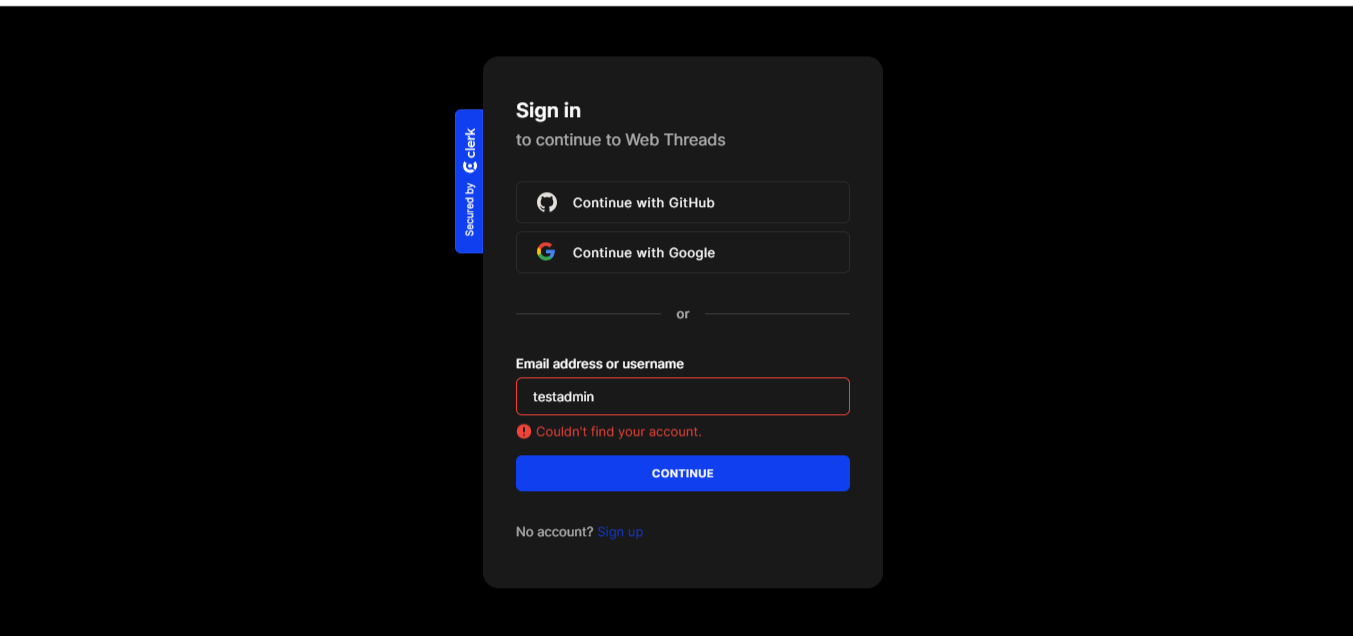 Sign in
to continue to Web Threads
Secured by clerk
Continue with GitHub
Continue with Google
or
Email address or username
testadmin
Couldn't find your account.
CONTINUE
No account? Sign up